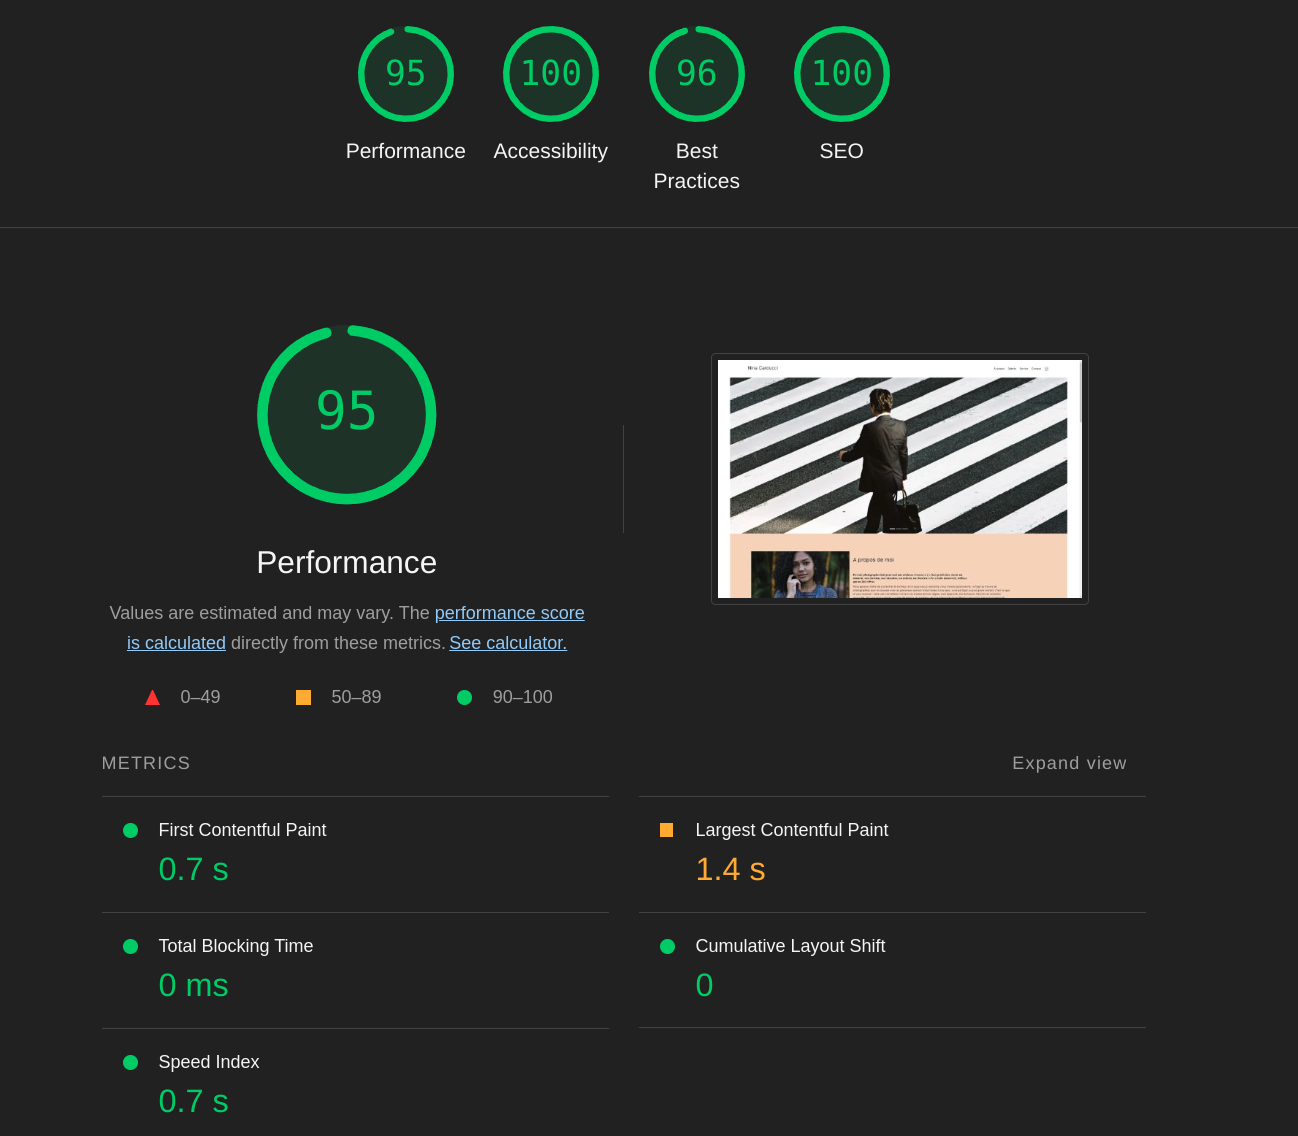 95
100
96
100
Performance
Accessibility
Best
Practices
SEO
95
Performance
Values are estimated and may vary. The performance score
is calculated directly from these metrics. See calculator.
0–49
50–89
90–100
Nina Carducci
A propos de moi
METRICS
Expand view
First Contentful Paint
0.7 s
Largest Contentful Paint
1.4 s
Total Blocking Time
0 ms
Cumulative Layout Shift
0
Speed Index
0.7 s